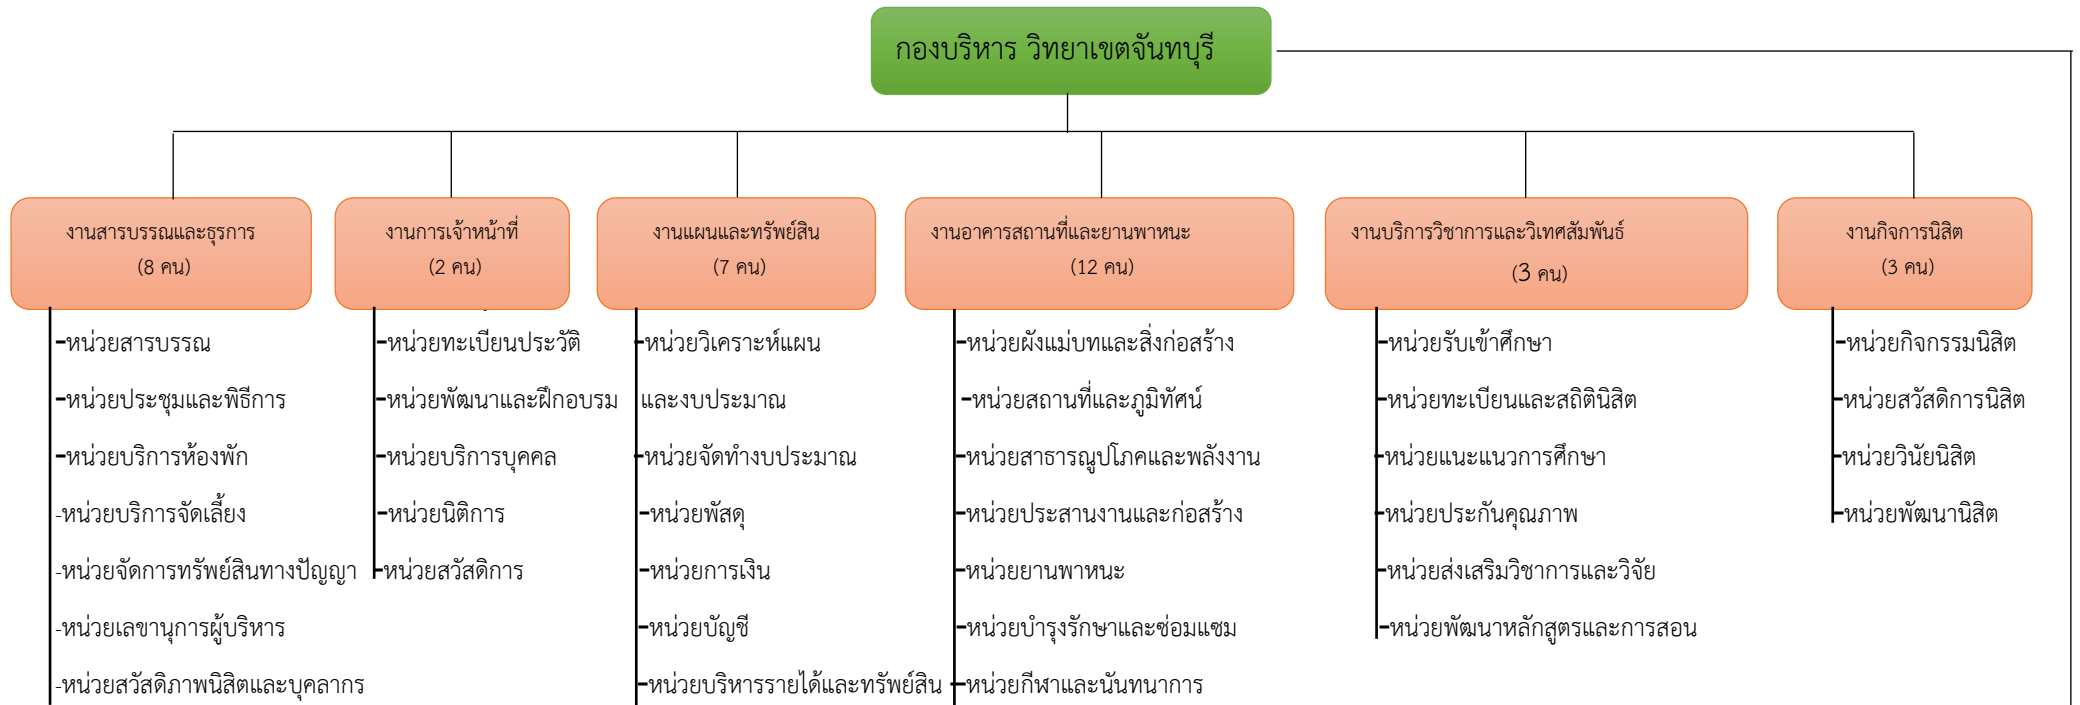 กองบริหาร วิทยาเขตจันทบุรี
งานสารบรรณและธุรการ
(8 คน)
-หน่วยสารบรรณ
-หน่วยประชุมและพิธีการ
-หน่วยบริการห้องพัก
-หน่วยบริการจัดเลี้ยง
-หน่วยจัดการทรัพย์สินทางปัญญา
-หน่วยเลขานุการผู้บริหาร
-หน่วยสวัสดิภาพนิสิตและบุคลากร
งานการเจ้าหน้าที่
(2 คน)
-หน่วยทะเบียนประวัติ
-หน่วยพัฒนาและฝึกอบรม
-หน่วยบริการบุคคล
-หน่วยนิติการ
-หน่วยสวัสดิการ
งานแผนและทรัพย์สิน
(7 คน)
-หน่วยวิเคราะห์แผน
และงบประมาณ
-หน่วยจัดทำงบประมาณ
-หน่วยพัสดุ
-หน่วยการเงิน
-หน่วยบัญชี
-หน่วยบริหารรายได้และทรัพย์สิน
งานอาคารสถานที่และยานพาหนะ
(12 คน)
-หน่วยผังแม่บทและสิ่งก่อสร้าง
-หน่วยสถานที่และภูมิทัศน์
-หน่วยสาธารณูปโภคและพลังงาน
-หน่วยประสานงานและก่อสร้าง
-หน่วยยานพาหนะ
-หน่วยบำรุงรักษาและซ่อมแซม
-หน่วยกีฬาและนันทนาการ
งานบริการวิชาการและวิเทศสัมพันธ์
(3 คน)
-หน่วยรับเข้าศึกษา
-หน่วยทะเบียนและสถิตินิสิต
-หน่วยแนะแนวการศึกษา
-หน่วยประกันคุณภาพ
-หน่วยส่งเสริมวิชาการและวิจัย
-หน่วยพัฒนาหลักสูตรและการสอน
งานกิจการนิสิต
(3 คน)
-หน่วยกิจกรรมนิสิต
-หน่วยสวัสดิการนิสิต
-หน่วยวินัยนิสิต
-หน่วยพัฒนานิสิต